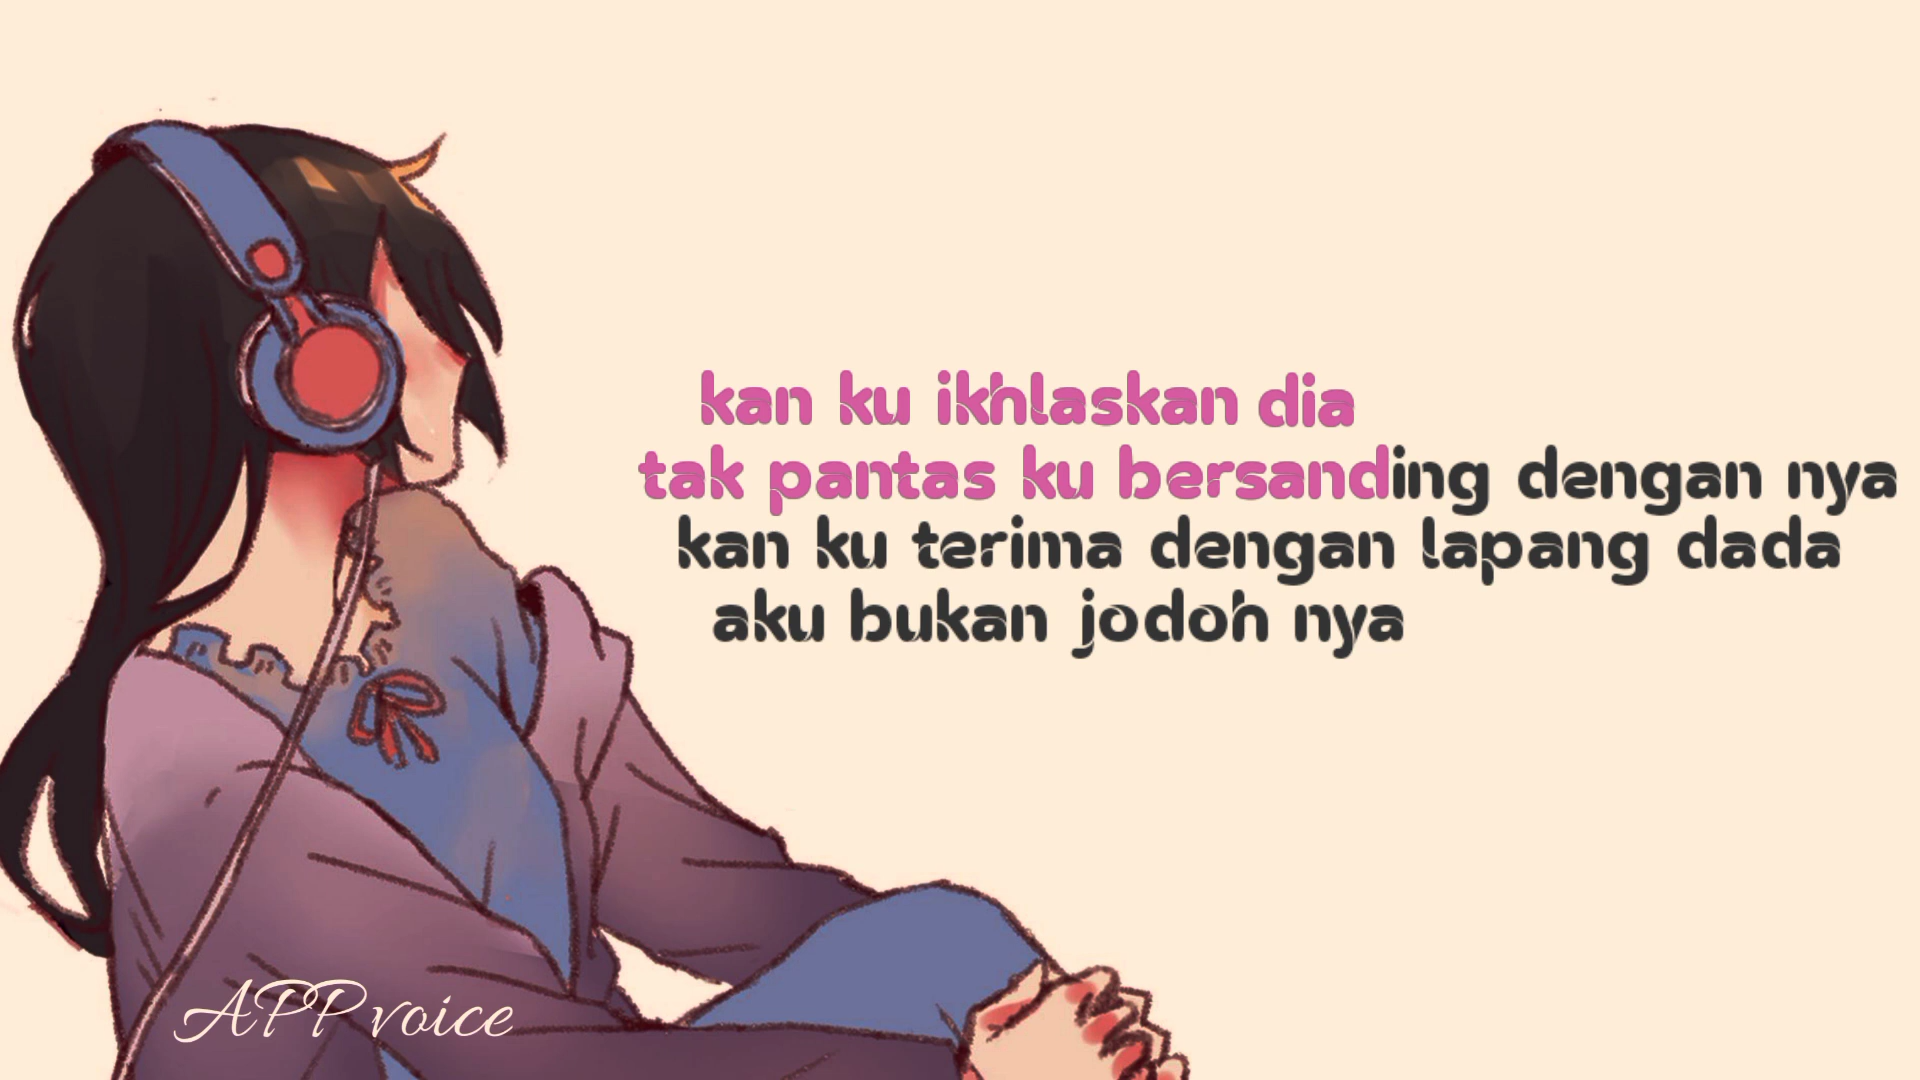 kan ku ikhlaskan dia
tak pantas ku bersanding dengan nya
kan ku terima dengan lapang dada
aku bukan jodoh nya
APP voice